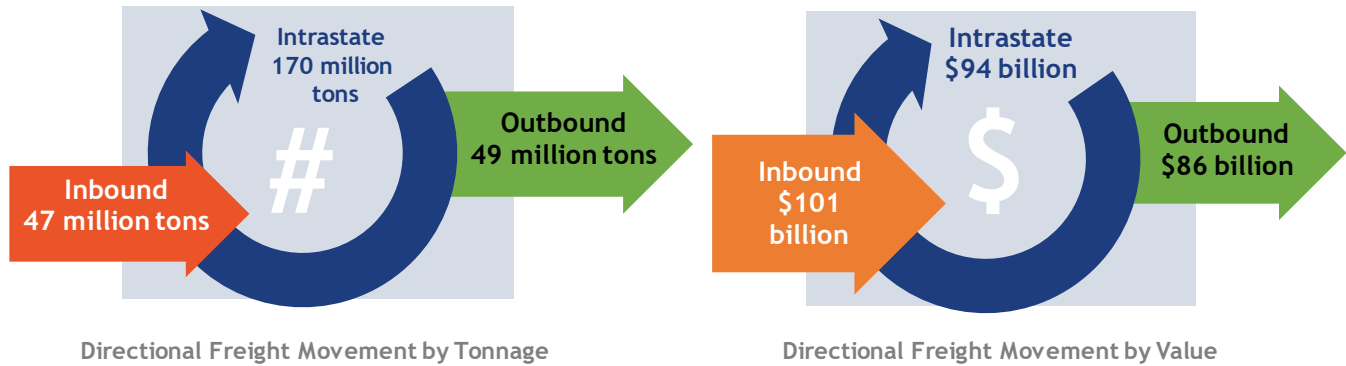 Intrastate
170 million
tons
#
Outbound
49 million tons
Inbound
47 million tons
Directional Freight Movement by Tonnage
Intrastate
$94 billion
$
Outbound
$86 billion
Inbound
$101
billion
Directional Freight Movement by Value